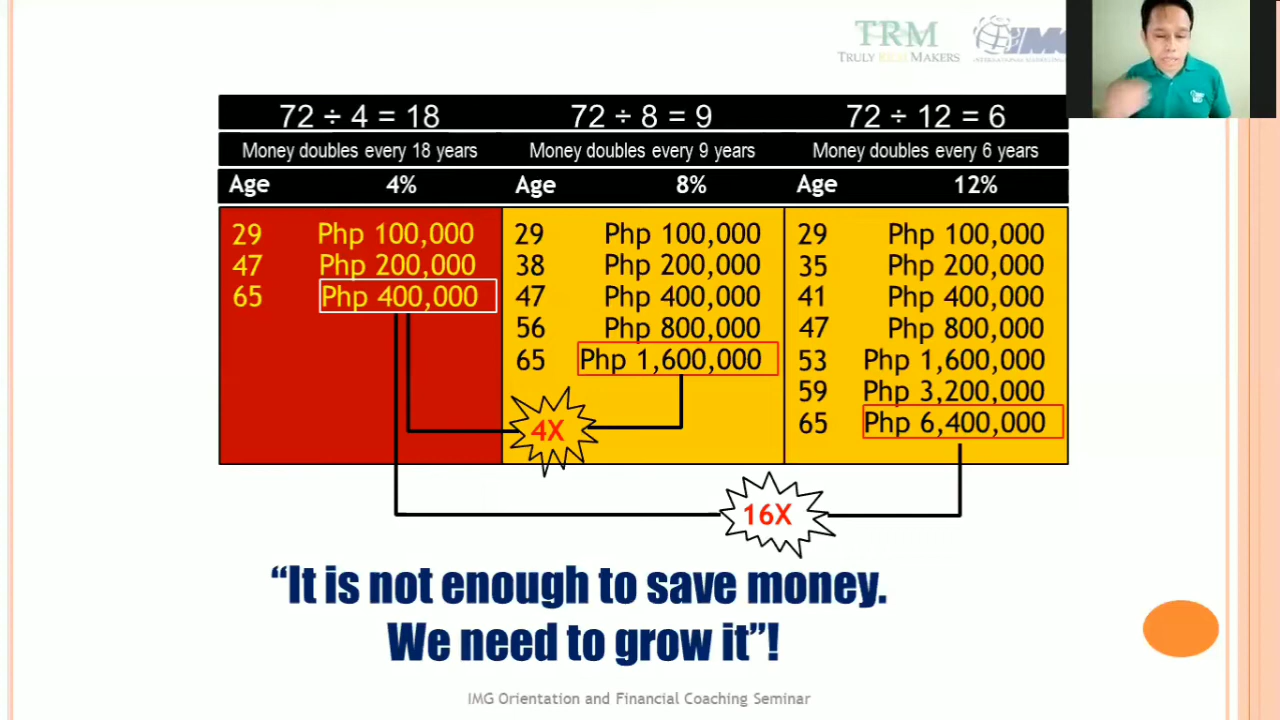 TRM
TRULY REAL MAKERS
IMG
72 ÷ 4 = 18
72 ÷ 8 = 9
72 ÷ 12 = 6
Money doubles every 18 years
Money doubles every 9 years
Money doubles every 6 years
Age 4%
Age 8%
Age 12%
29 Php 100,000
47 Php 200,000
65 Php 400,000
29 Php 100,000
38 Php 200,000
47 Php 400,000
56 Php 800,000
65 Php 1,600,000
29 Php 100,000
35 Php 200,000
41 Php 400,000
47 Php 800,000
53 Php 1,600,000
59 Php 3,200,000
65 Php 6,400,000
4X
16X
“It is not enough to save money.
We need to grow it”!
IMG Orientation and Financial Coaching Seminar